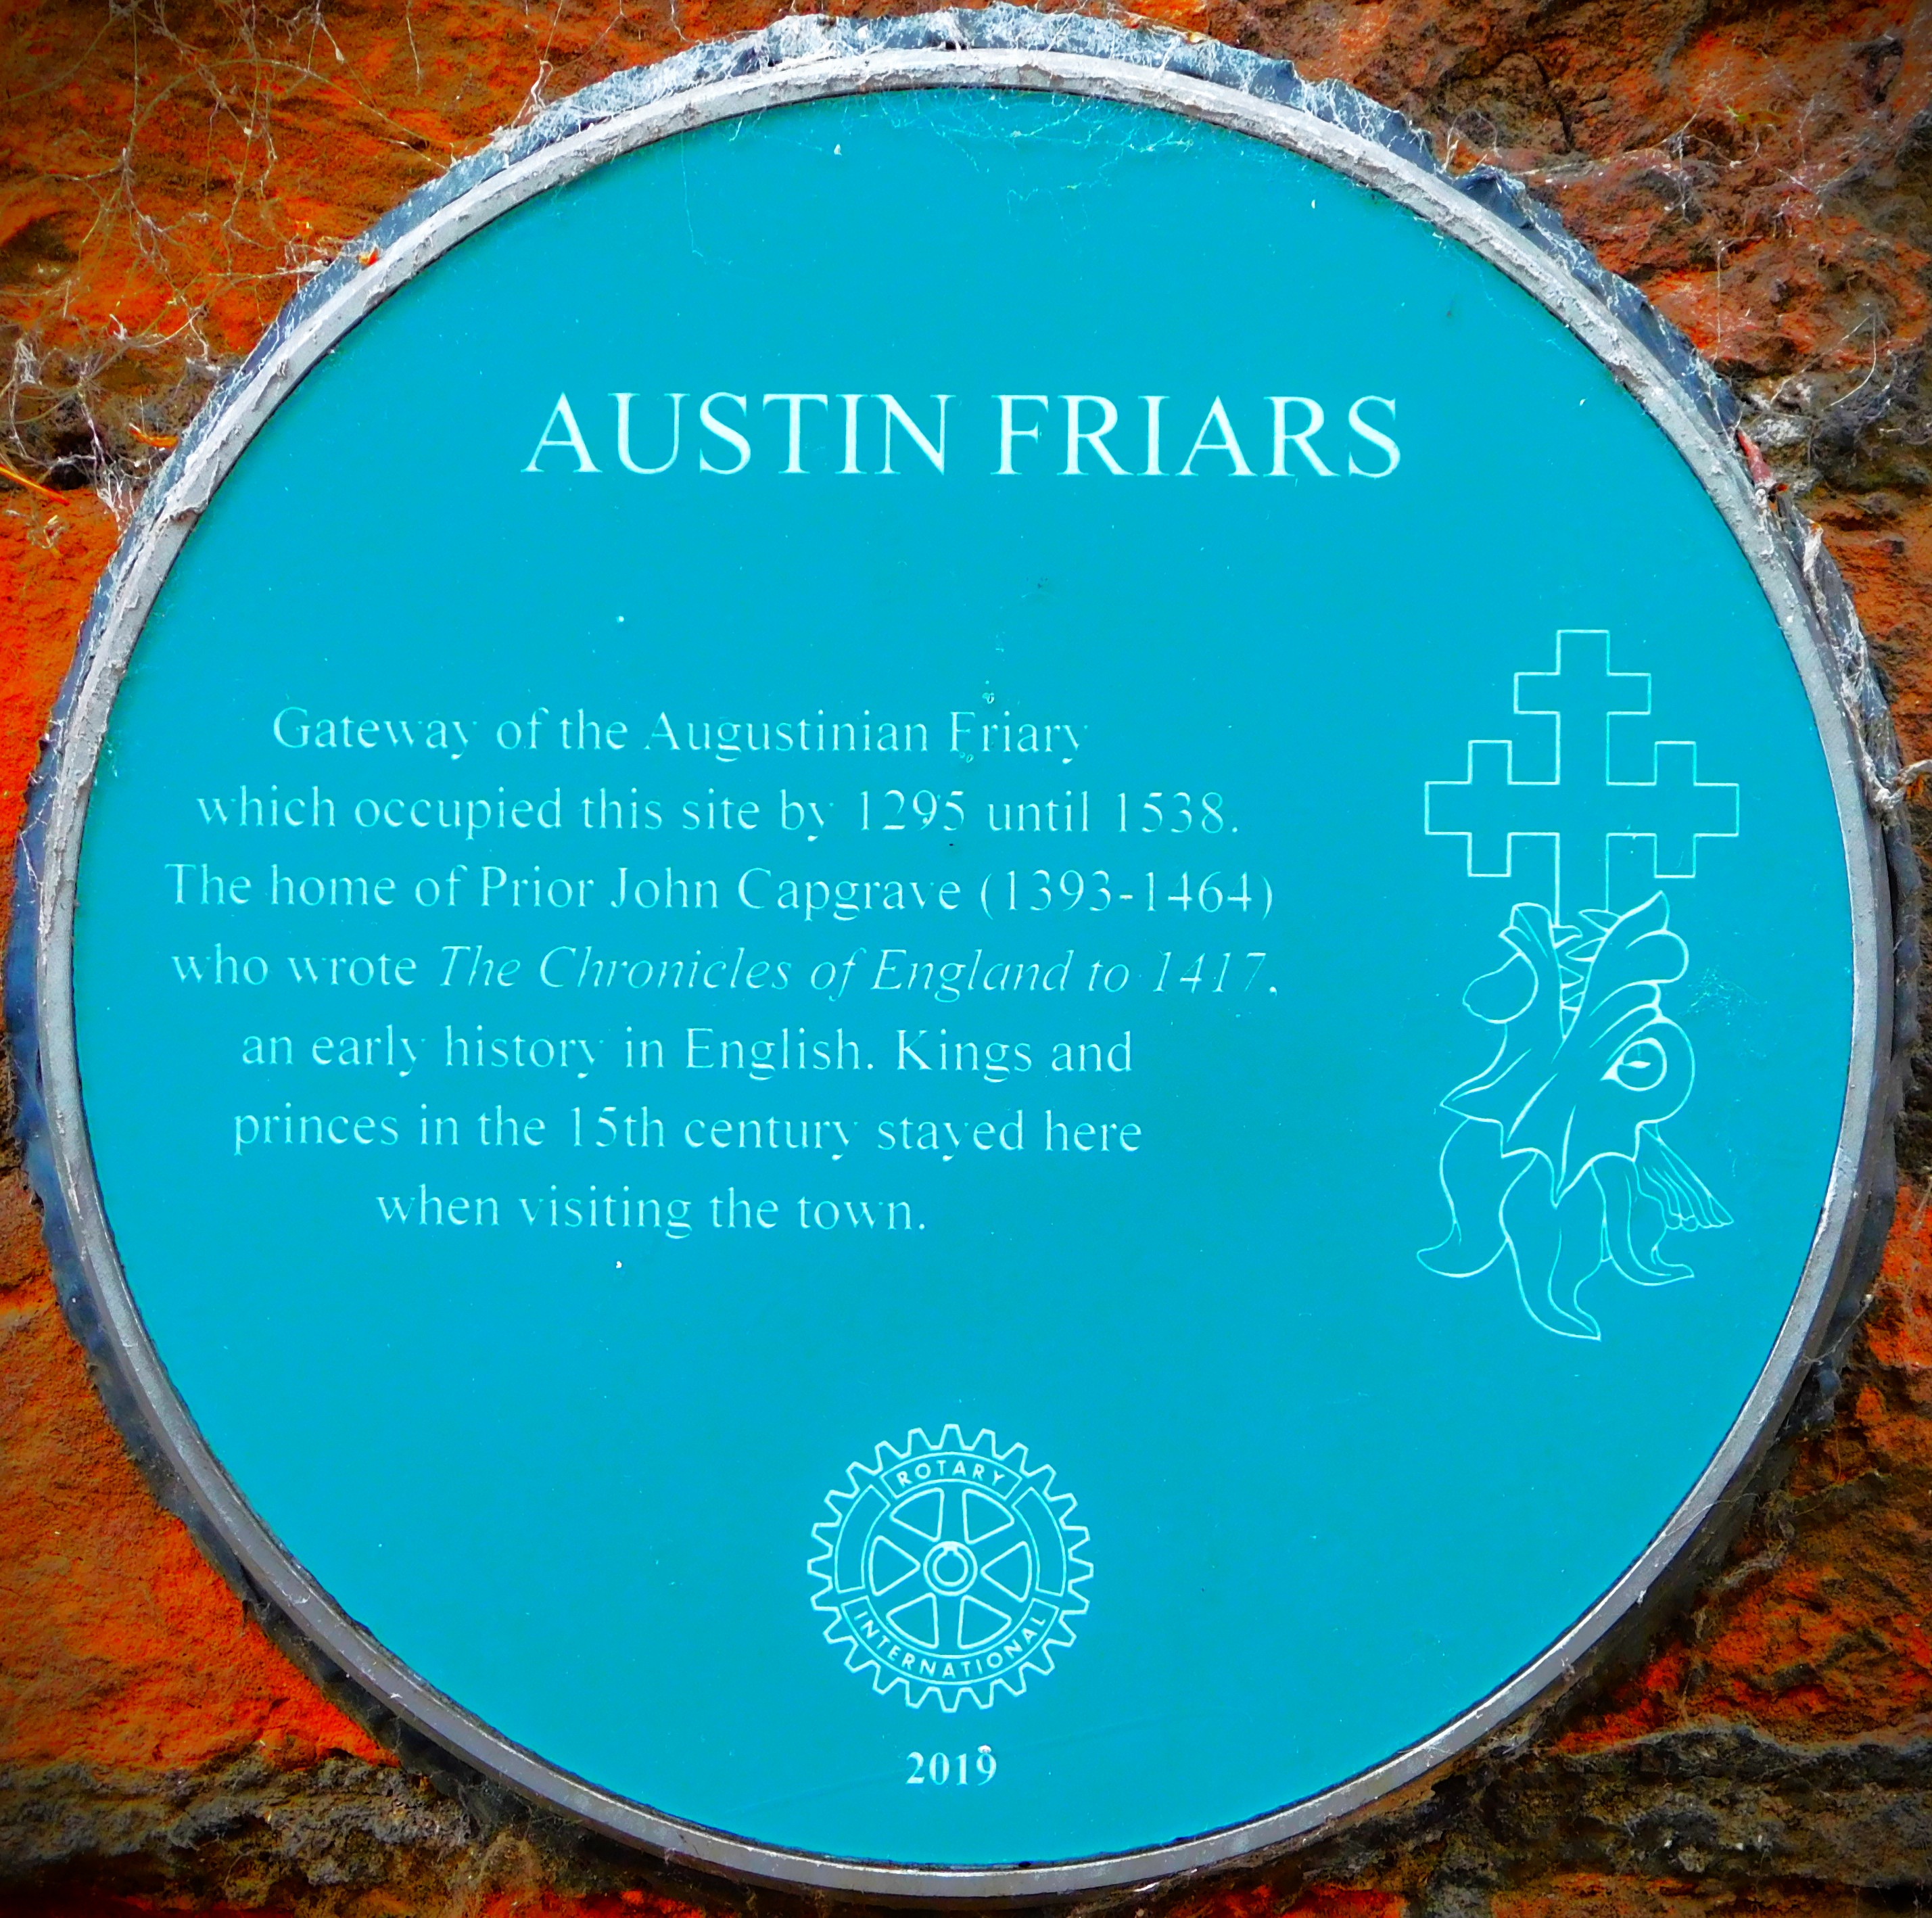 AUSTIN FRIARS
Gateway of the Augustinian Friary
which occupied this site by 1295 until 1538.
The home of Prior John Capgrave (1393-1464)
who wrote The Chronicles of England to 1417,
an early history in English. Kings and
princes in the 15th century stayed here
when visiting the town.
ROTARY
INTERNATIONAL
2019